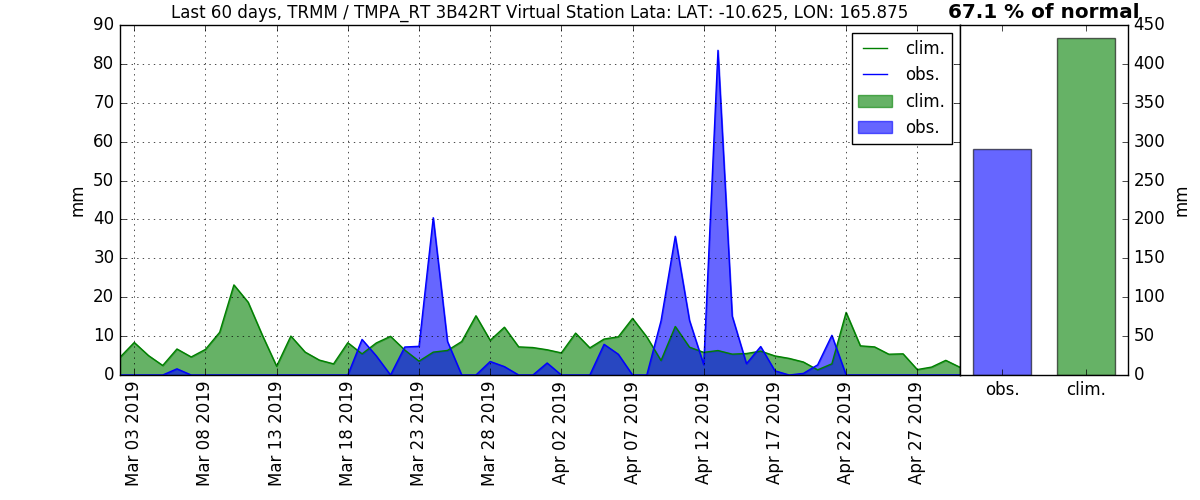 Last 60 days, TRMM / TMPA_RT 3B42RT Virtual Station Lata: LAT: -10.625, LON: 165.875
67.1 % of normal
90
80
70
60
50
40
30
20
10
0
mm
clim.
obs.
clim.
obs.
Mar 03 2019
Mar 08 2019
Mar 13 2019
Mar 18 2019
Mar 23 2019
Mar 28 2019
Apr 02 2019
Apr 07 2019
Apr 12 2019
Apr 17 2019
Apr 22 2019
Apr 27 2019
450
400
350
300
250
200
150
100
50
0
mm
obs.
clim.